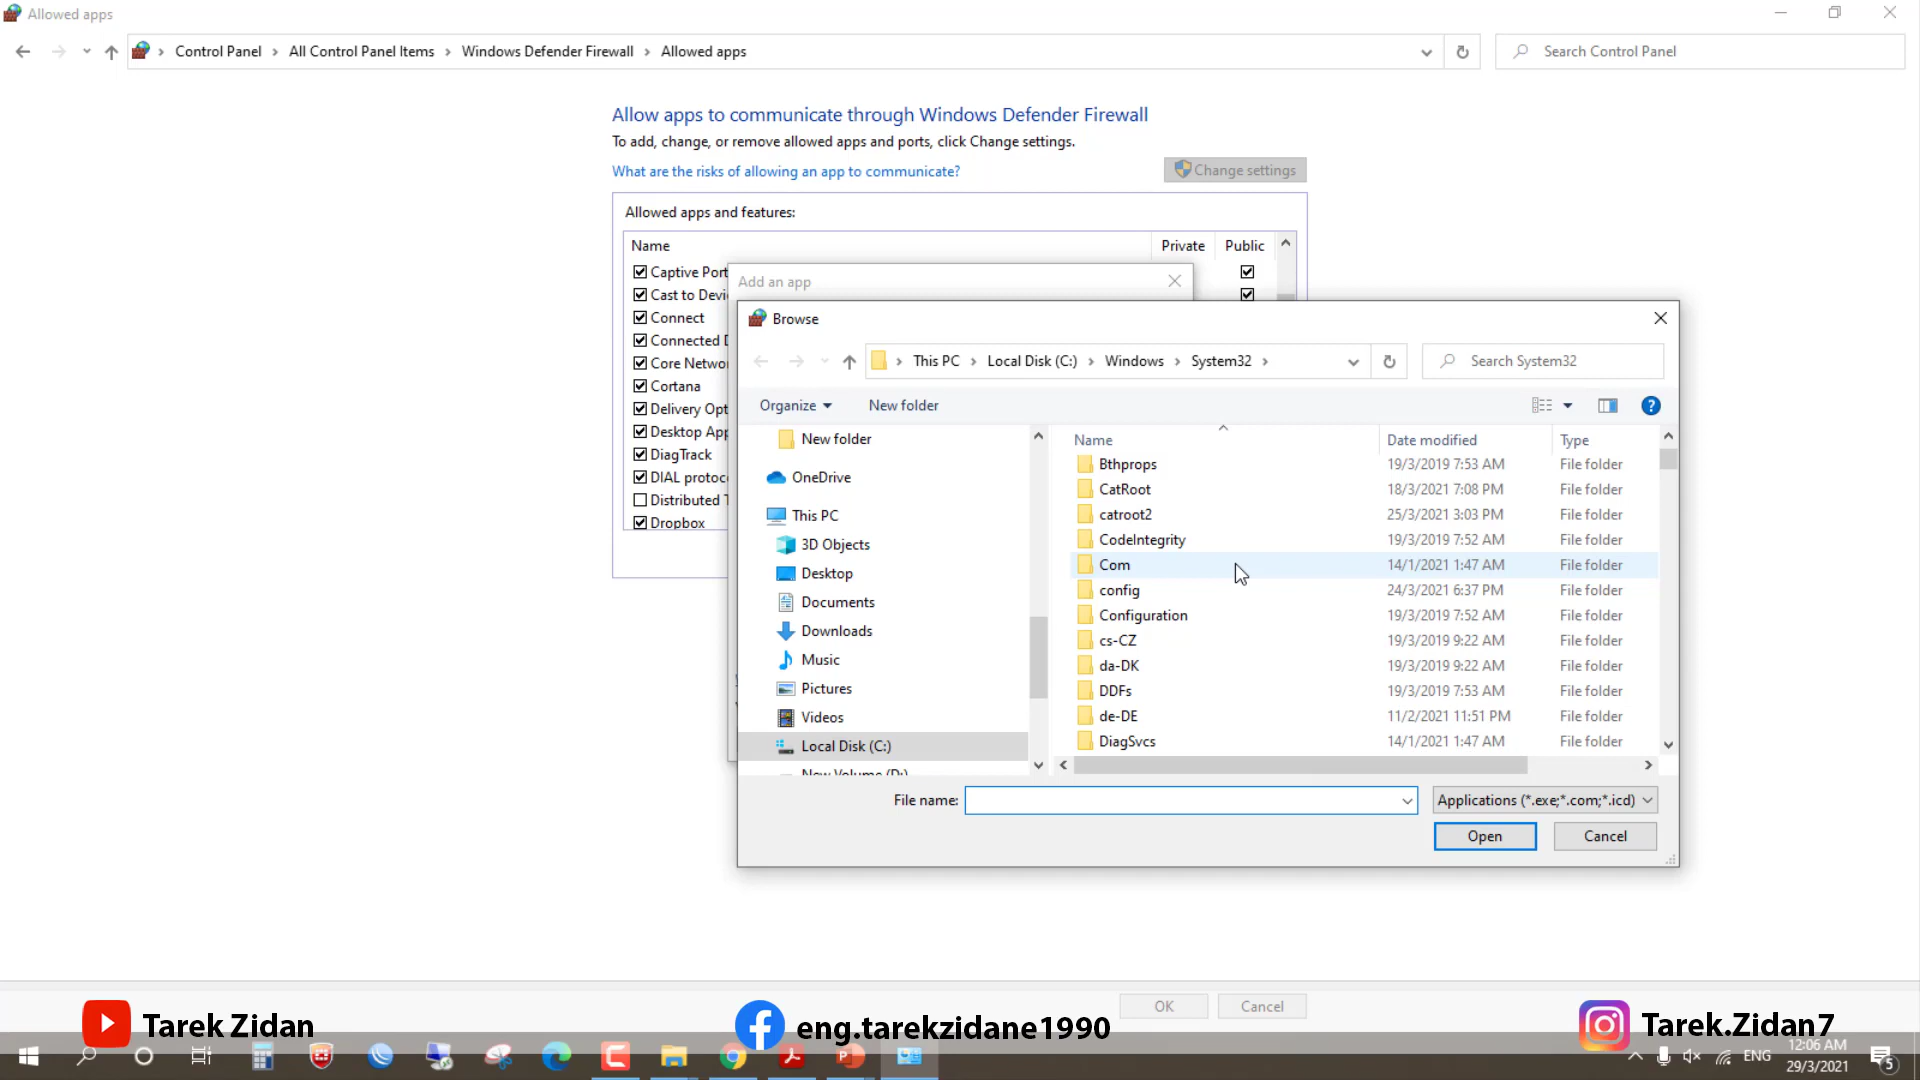 Allowed apps
Control Panel > All Control Panel Items > Windows Defender Firewall > Allowed apps
Search Control Panel
Allow apps to communicate through Windows Defender Firewall
To add, change, or remove allowed apps and ports, click Change settings.
What are the risks of allowing an app to communicate?
Change settings
Allowed apps and features:
Name Private Public
Captive Port
Cast to Devi
Connect
Connected D
Core Netwo
Cortana
Delivery Opt
Desktop App
DiagTrack
DIAL protoc
Distributed T
Dropbox
Add an app
Browse
This PC > Local Disk (C:) > Windows > System32 >
Search System32
Organize New folder
New folder
OneDrive
This PC
3D Objects
Desktop
Documents
Downloads
Music
Pictures
Videos
Local Disk (C:)
New Volume (D:)
Name Date modified Type
Bthprops 19/3/2019 7:53 AM File folder
CatRoot 18/3/2021 7:08 PM File folder
catroot2 25/3/2021 3:03 PM File folder
CodeIntegrity 19/3/2019 7:52 AM File folder
Com 14/1/2021 1:47 AM File folder
config 24/3/2021 6:37 PM File folder
Configuration 19/3/2019 7:52 AM File folder
cs-CZ 19/3/2019 9:22 AM File folder
da-DK 19/3/2019 9:22 AM File folder
DDFs 19/3/2019 7:53 AM File folder
de-DE 11/2/2021 11:51 PM File folder
DiagSvcs 14/1/2021 1:47 AM File folder
File name: Applications (*.exe;*.com;*.icd)
Open Cancel
OK Cancel
Tarek Zidan
eng.tarekzidane1990
Tarek.Zidan7
ENG
12:06 AM
29/3/2021
5